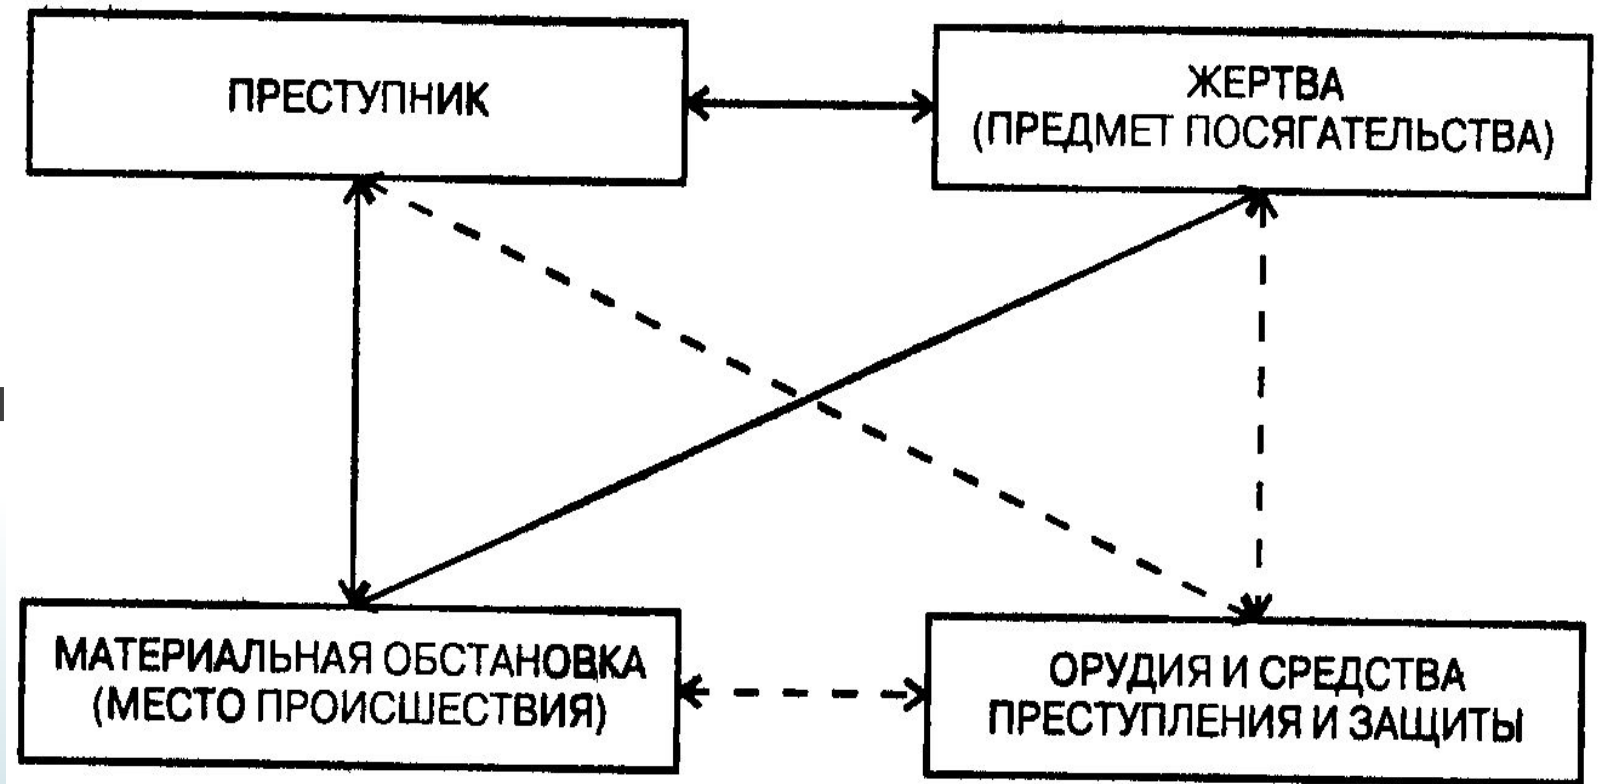 ПРЕСТУПНИК
ЖЕРТВА
(ПРЕДМЕТ ПОСЯГАТЕЛЬСТВА)
МАТЕРИАЛЬНАЯ ОБСТАНОВКА
(МЕСТО ПРОИСШЕСТВИЯ)
ОРУДИЯ И СРЕДСТВА
ПРЕСТУПЛЕНИЯ И ЗАЩИТЫ